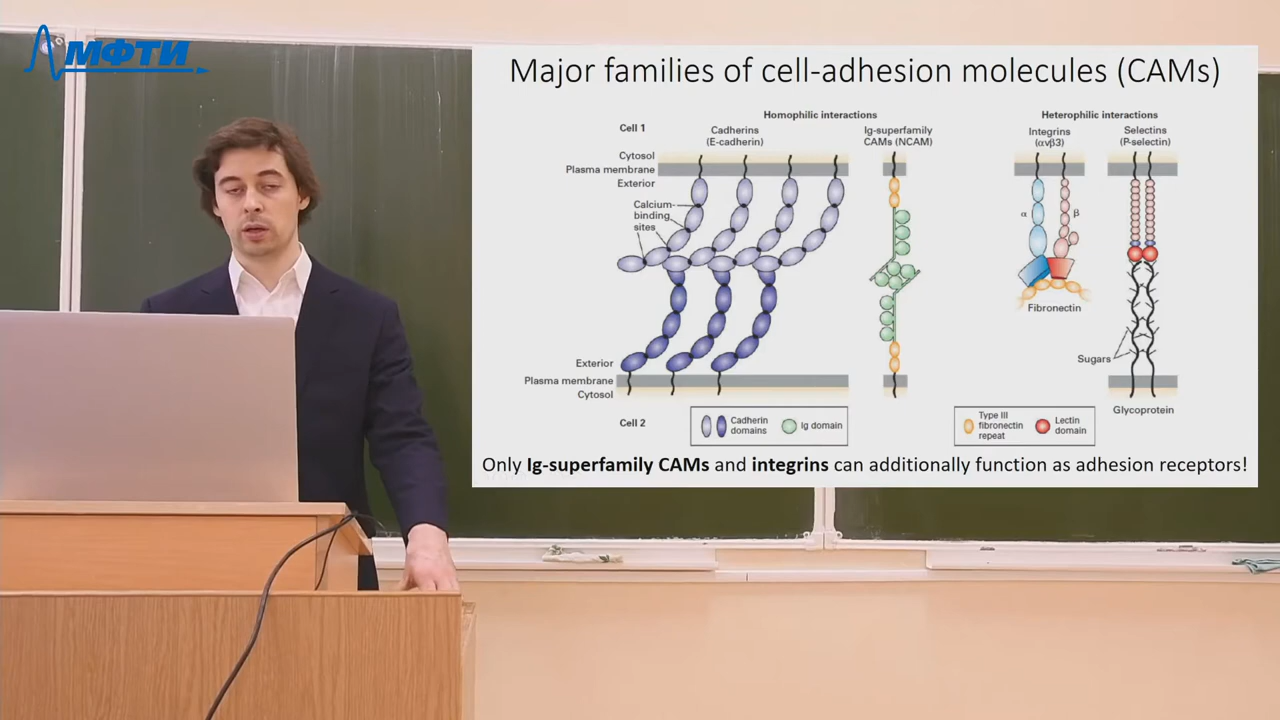 МФТИ
Major families of cell-adhesion molecules (CAMs)
Homophilic interactions
Heterophilic interactions
Cell 1
Cadherins
(E-cadherin)
Ig-superfamily
CAMs (NCAM)
Integrins
(αvβ3)
Selectins
(P-selectin)
Cytosol
Plasma membrane
Exterior
Calcium-
binding
sites
α
β
Fibronectin
Sugars
Exterior
Plasma membrane
Cytosol
Glycoprotein
Cell 2
Cadherin
domains
Ig domain
Type III
fibronectin
repeat
Lectin
domain
Only Ig-superfamily CAMs and integrins can additionally function as adhesion receptors!